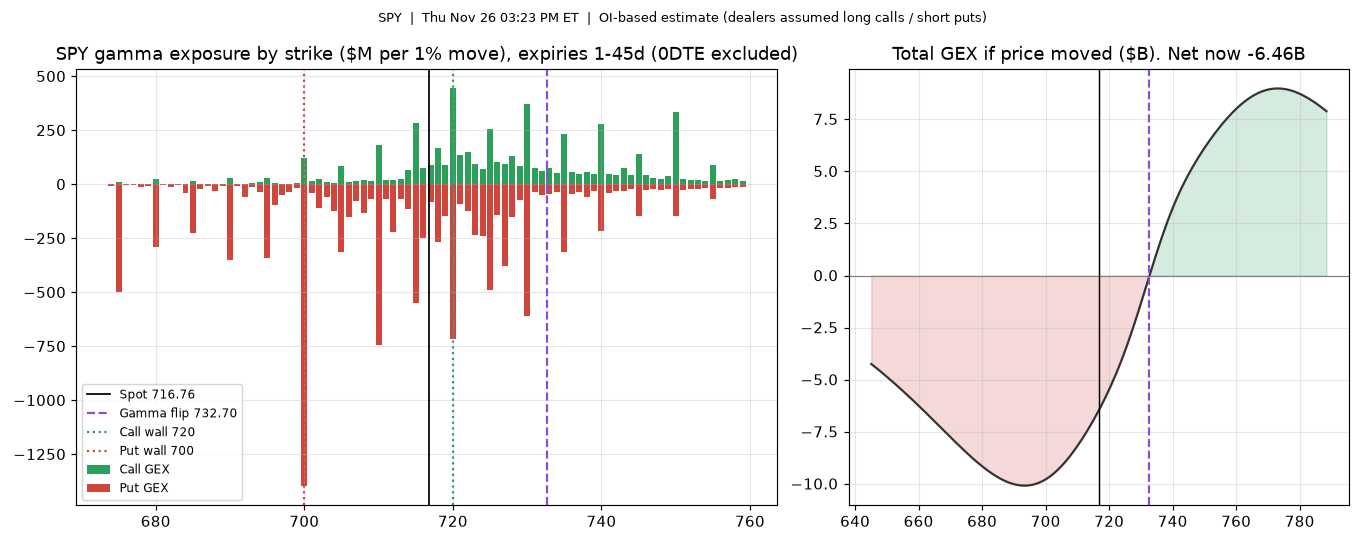 SPY | Thu Nov 26 03:23 PM ET | OI-based estimate (dealers assumed long calls / short puts)
SPY gamma exposure by strike ($M per 1% move), expiries 1-45d (0DTE excluded)
500
250
0
−250
−500
−750
−1000
−1250
Spot 716.76
Gamma flip 732.70
Call wall 720
Put wall 700
Call GEX
Put GEX
680 700 720 740 760
Total GEX if price moved ($B). Net now -6.46B
7.5
5.0
2.5
0.0
−2.5
−5.0
−7.5
−10.0
640 660 680 700 720 740 760 780